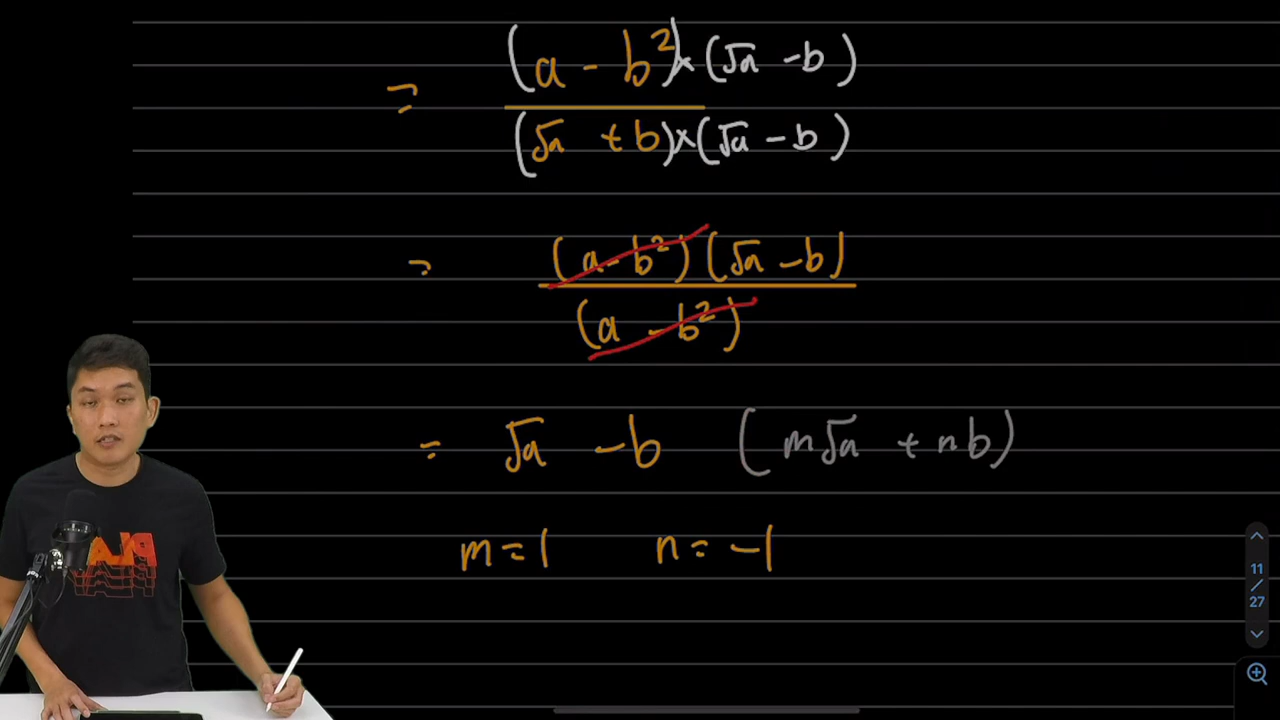 (a - b²) × (√a - b)
= ―――――――――
(√a + b) × (√a - b)
= (a - b²) (√a - b)
(a - b²)
= √a - b (m√a + nb)
m = 1 n = -1
11
/
27